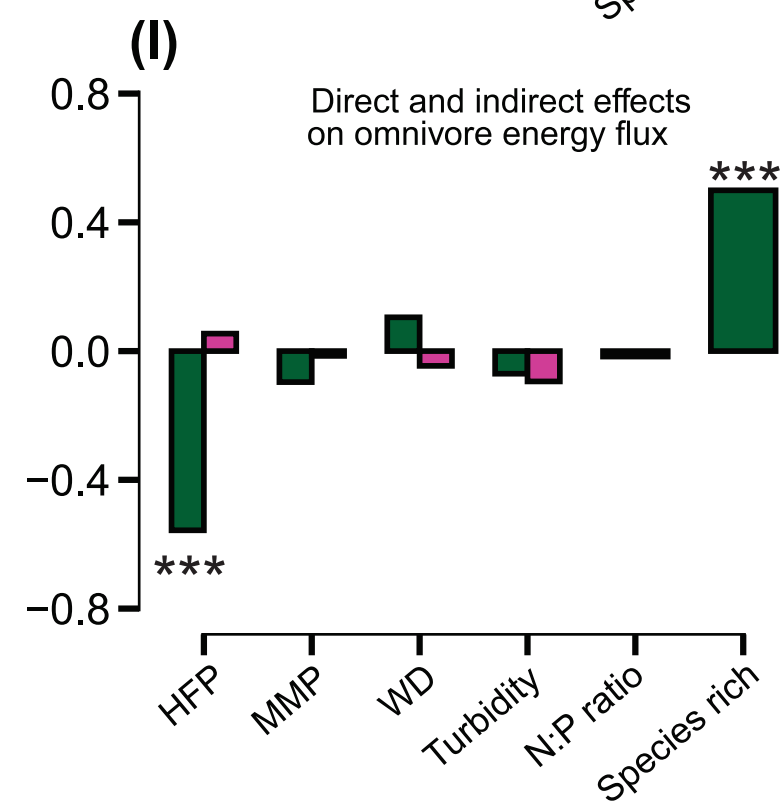 Sp
(I)
Direct and indirect effects
on omnivore energy flux
0.8
0.4
0.0
−0.4
−0.8
***
***
HFP
MMP
WD
Turbidity
N:P ratio
Species rich